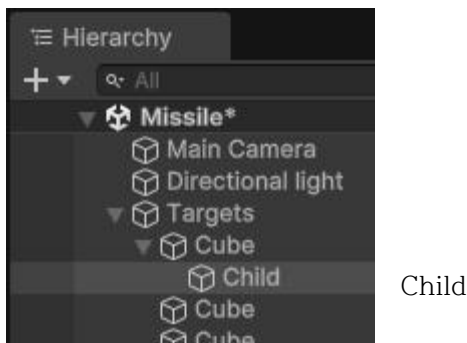 Hierarchy
+ All
Missile*
Main Camera
Directional light
Targets
Cube
Child
Child
Cube
Cube